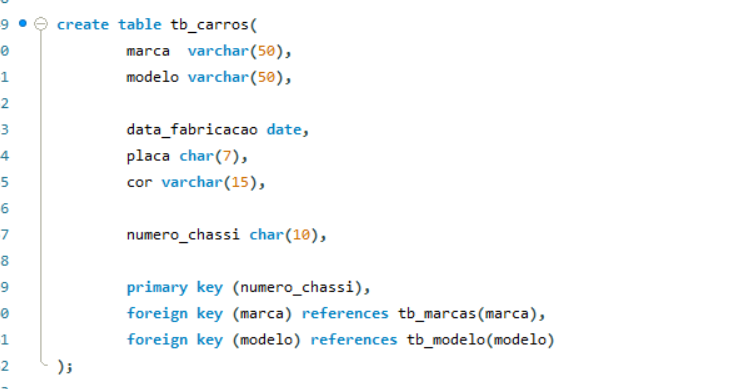 9 create table tb_carros(
0 marca  varchar(50),
1 modelo varchar(50),
2
3 data_fabricacao date,
4 placa char(7),
5 cor varchar(15),
6
7 numero_chassi char(10),
8
9 primary key (numero_chassi),
0 foreign key (marca) references tb_marcas(marca),
1 foreign key (modelo) references tb_modelo(modelo)
2 );